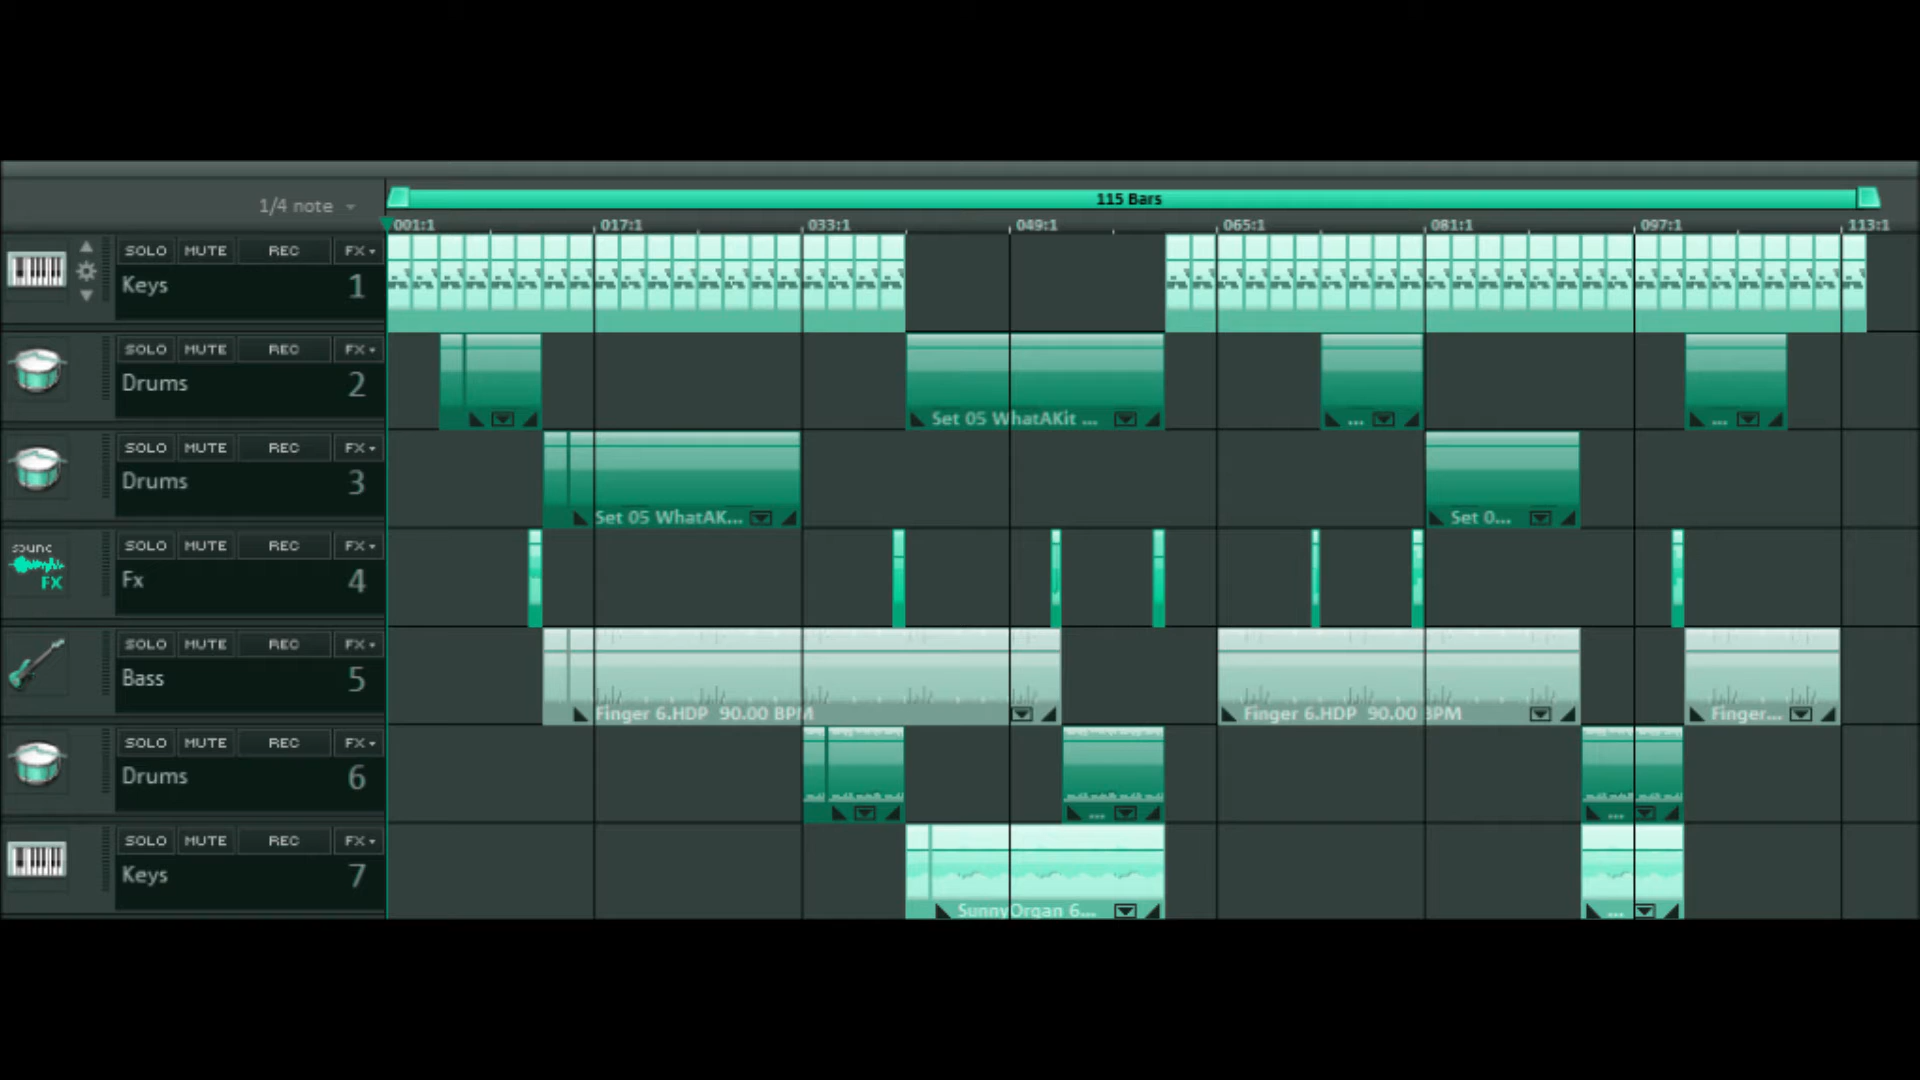 115 Bars
1/4 note
001:1 017:1 033:1 049:1 065:1 081:1 097:1 113:1
SOLO MUTE REC FX
Keys 1
SOLO MUTE REC FX
Drums 2
Set 05 WhatAKit ... ... ...
SOLO MUTE REC FX
Drums 3
Set 05 WhatAK... Set 0...
sound FX
SOLO MUTE REC FX
Fx 4
SOLO MUTE REC FX
Bass 5
Finger 6.HDP 90.00 BPM Finger 6.HDP 90.00 BPM Finger...
SOLO MUTE REC FX
Drums 6
... ...
SOLO MUTE REC FX
Keys 7
SunnyOrgan 6... ...